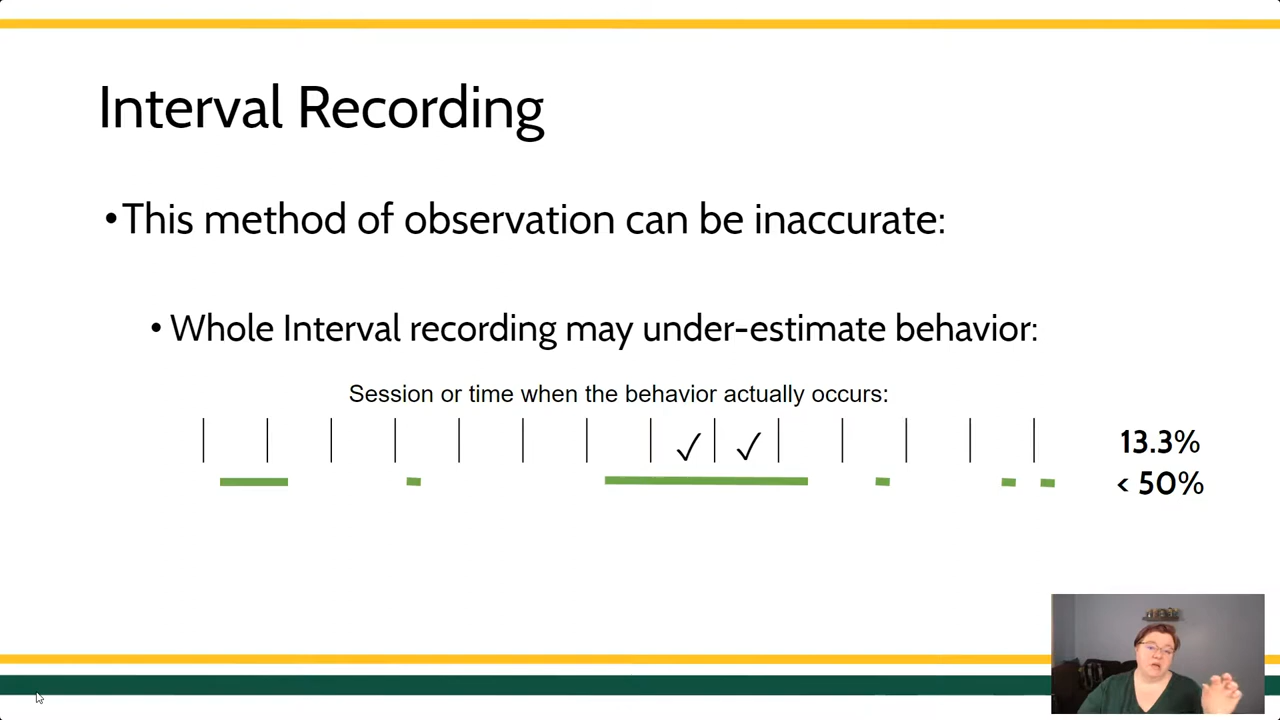 Interval Recording
•This method of observation can be inaccurate:
• Whole Interval recording may under-estimate behavior:
Session or time when the behavior actually occurs:
✓ ✓ 13.3%
< 50%